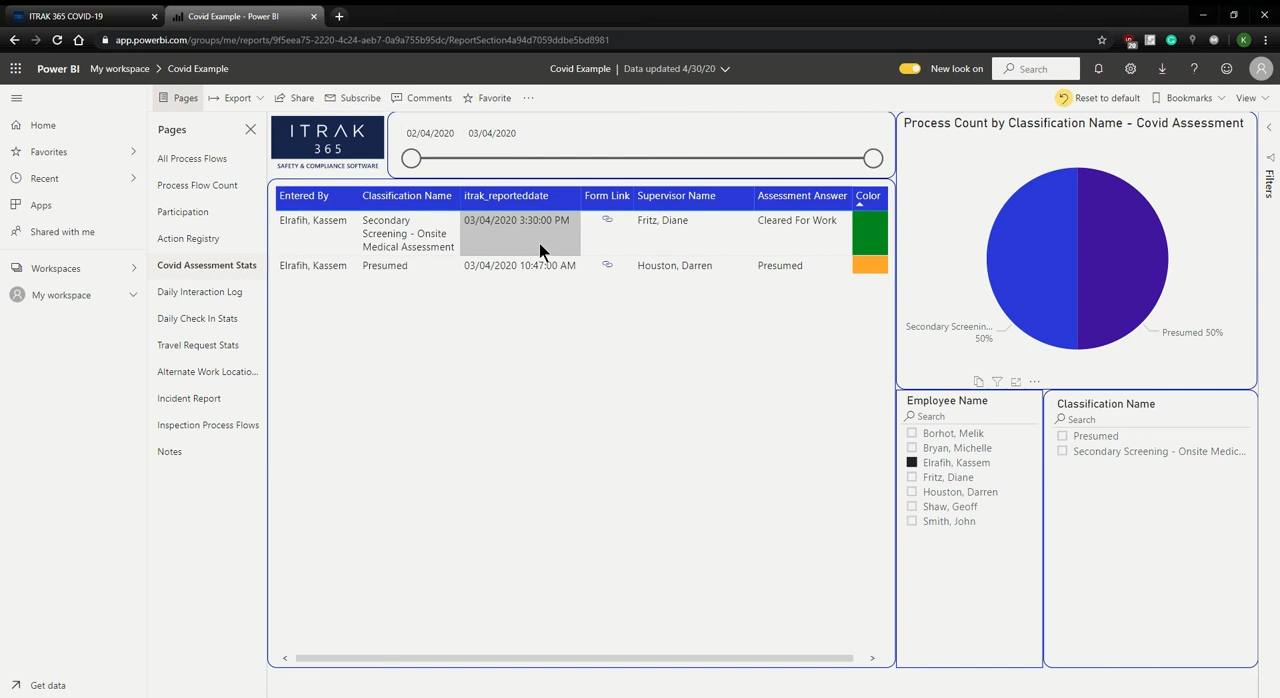 ITRAK 365 COVID-19
Covid Example - Power BI
app.powerbi.com/groups/me/reports/9f5eea75-2220-4c24-aeb7-0a9a755b95dc/ReportSection4a94d7059ddbe5bd8981
28
K
Power BI My workspace > Covid Example
Covid Example | Data updated 4/30/20
New look on
Search
Pages
Export
Share
Subscribe
Comments
Favorite
Reset to default
Bookmarks
View
Home
Favorites
Recent
Apps
Shared with me
Workspaces
My workspace
Get data
Pages
All Process Flows
Process Flow Count
Participation
Action Registry
Covid Assessment Stats
Daily Interaction Log
Daily Check In Stats
Travel Request Stats
Alternate Work Locatio...
Incident Report
Inspection Process Flows
Notes
ITRAK
365
SAFETY & COMPLIANCE SOFTWARE
02/04/2020 03/04/2020
Entered By Classification Name itrak_reporteddate Form Link Supervisor Name Assessment Answer Color
Elrafih, Kassem Secondary 03/04/2020 3:30:00 PM Fritz, Diane Cleared For Work
Screening - Onsite
Medical Assessment
Elrafih, Kassem Presumed 03/04/2020 10:47:00 AM Houston, Darren Presumed
Process Count by Classification Name - Covid Assessment
Secondary Screenin...
50%
Presumed 50%
Employee Name
Search
Borhot, Melik
Bryan, Michelle
Elrafih, Kassem
Fritz, Diane
Houston, Darren
Shaw, Geoff
Smith, John
Classification Name
Search
Presumed
Secondary Screening - Onsite Medic...
Filters